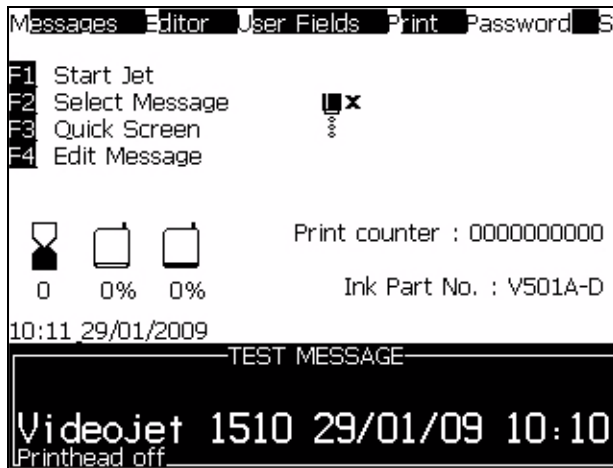 Messages Editor User Fields Print Password S
F1 Start Jet
F2 Select Message
F3 Quick Screen
F4 Edit Message
Print counter : 0000000000
0 0% 0%
Ink Part No. : V501A-D
10:11 29/01/2009
TEST MESSAGE
Videojet 1510 29/01/09 10:10
Printhead off